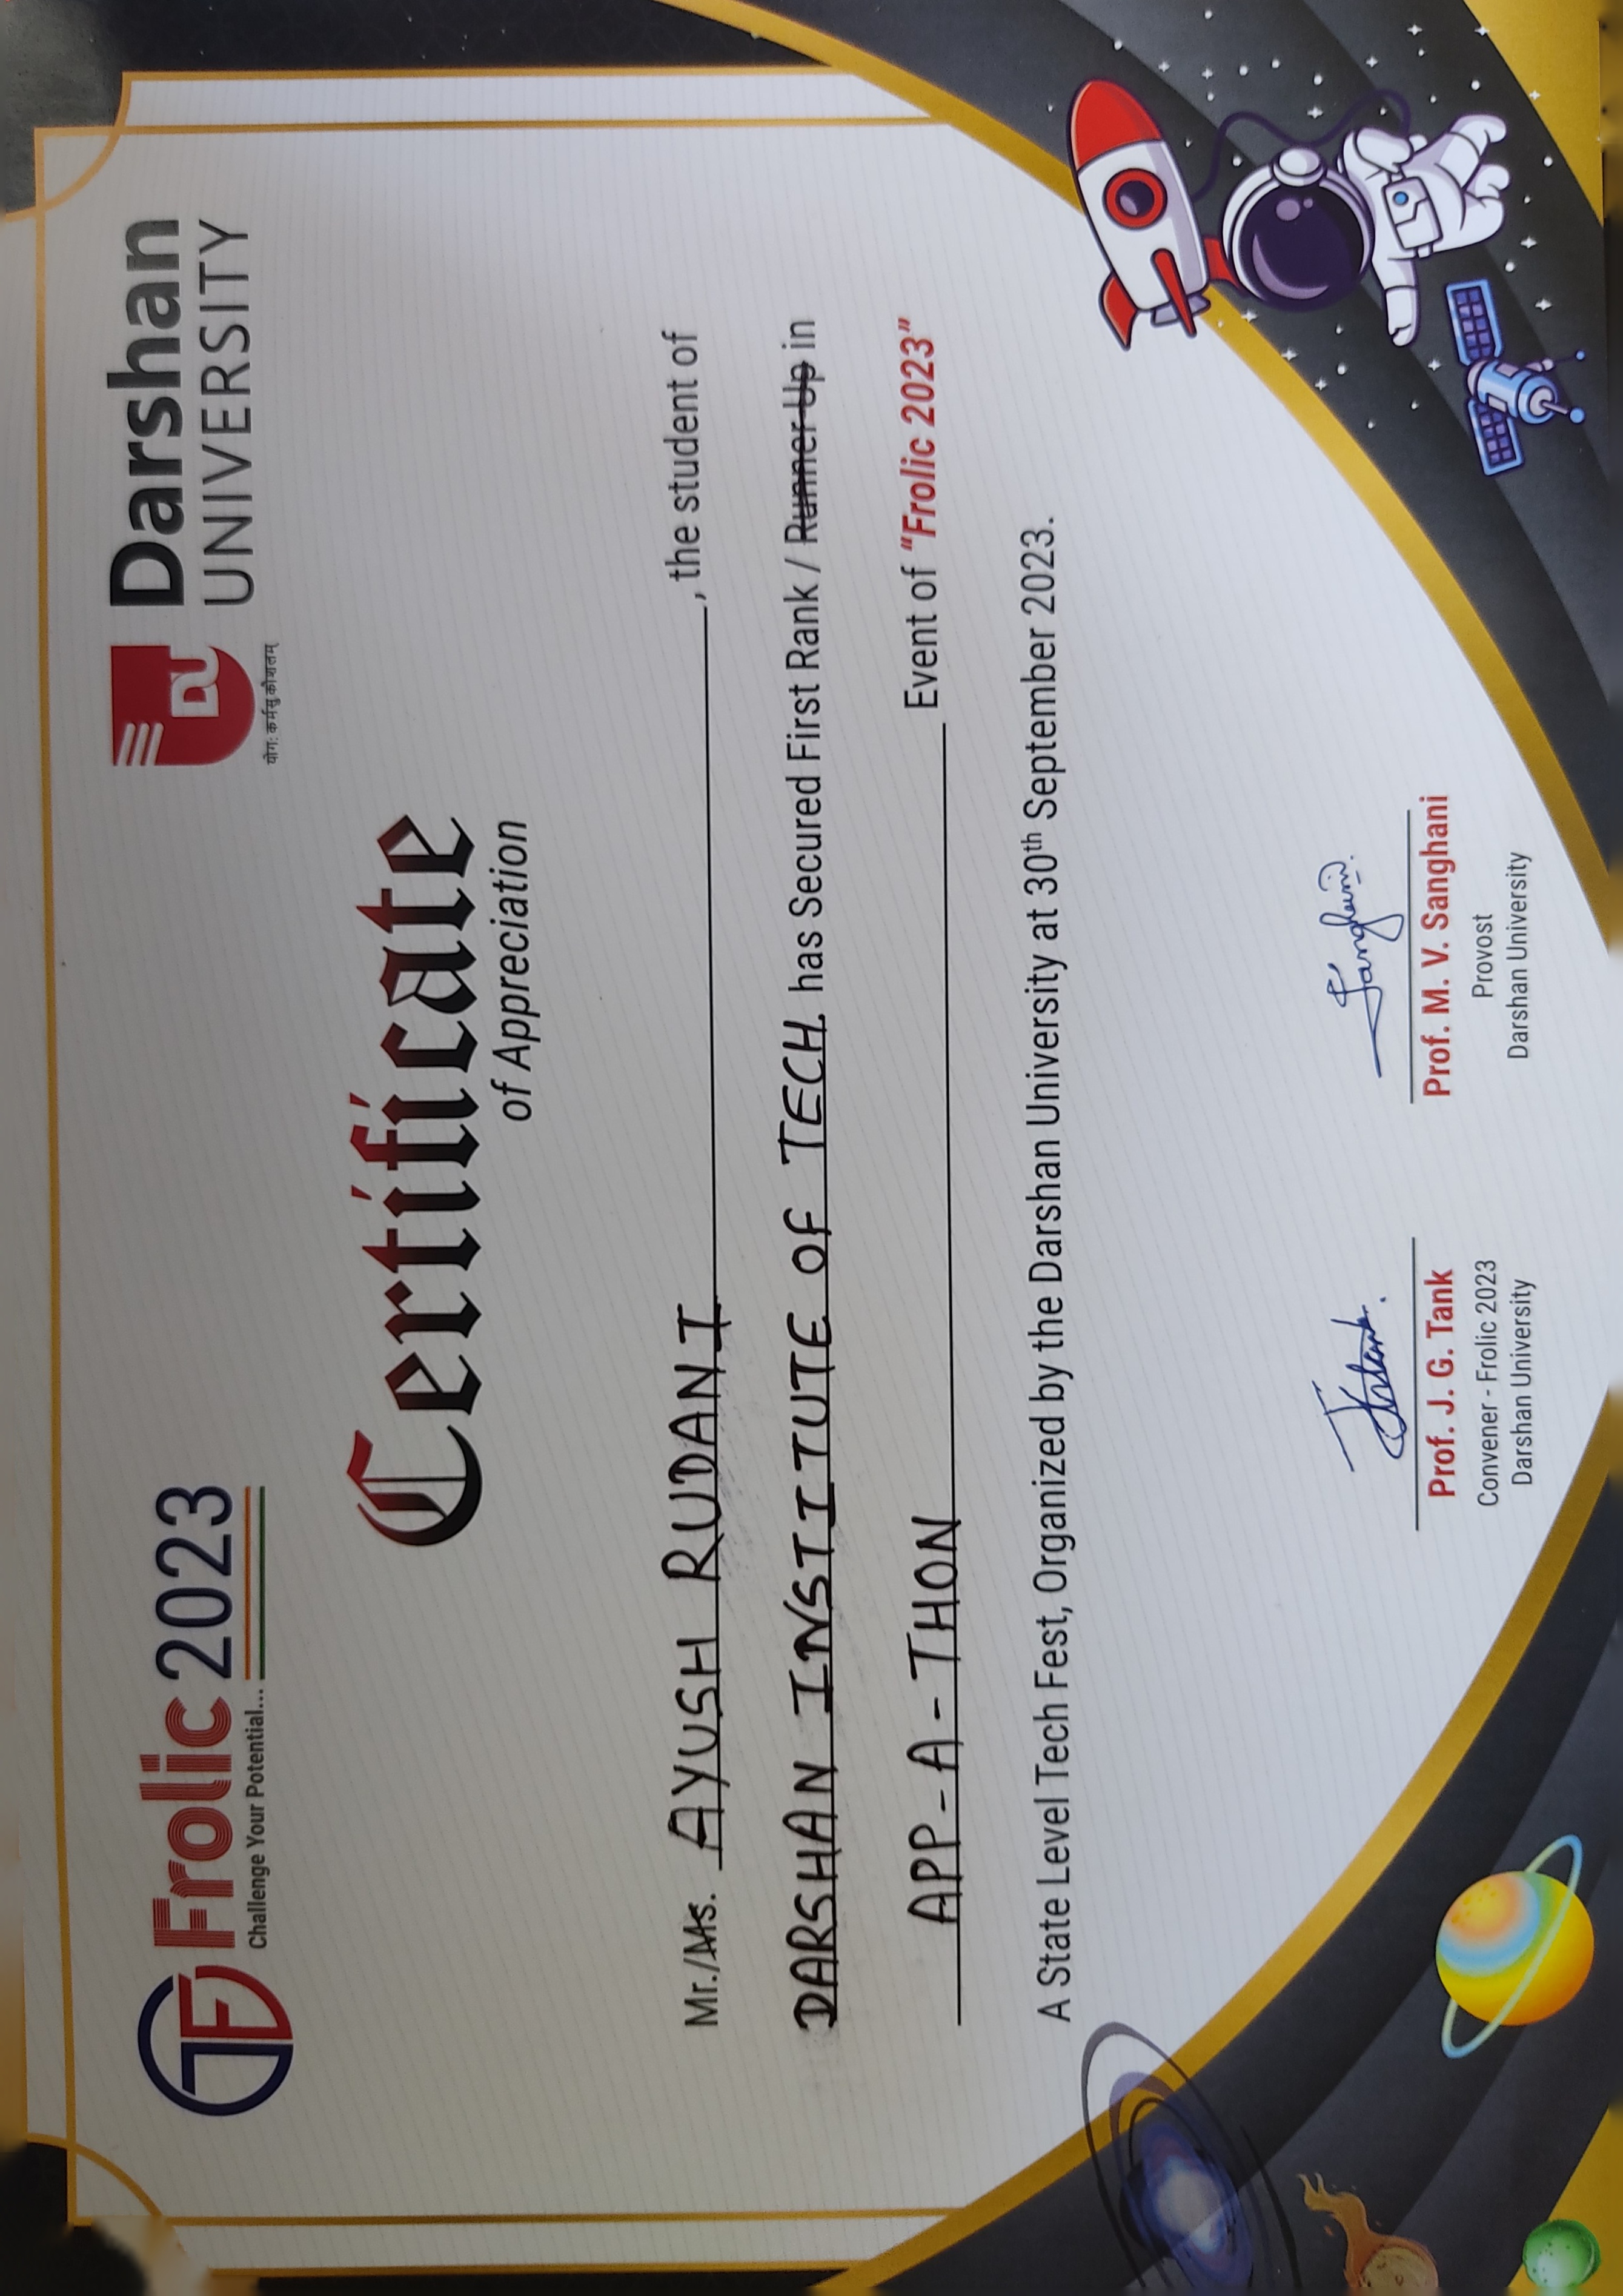 Frolic 2023
Challenge Your Potential...
DU
योग: कर्मसु कौशलम्
Darshan
UNIVERSITY
Certificate
of Appreciation
Mr./Ms. AYUSH RUDANI, the student of
DARSHAN INSTITUTE OF TECH. has Secured First Rank / Runner Up in
APP-A-THON Event of “Frolic 2023”
A State Level Tech Fest, Organized by the Darshan University at 30th September 2023.
Prof. J. G. Tank
Convener - Frolic 2023
Darshan University
Sanghani
Prof. M. V. Sanghani
Provost
Darshan University